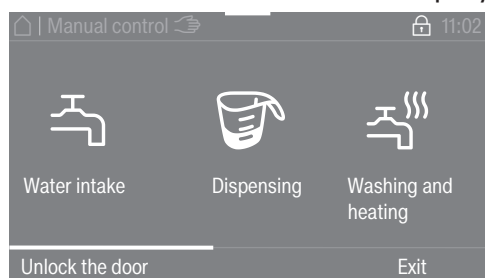 | Manual control
11:02
Water intake
Dispensing
Washing and
heating
Unlock the door
Exit